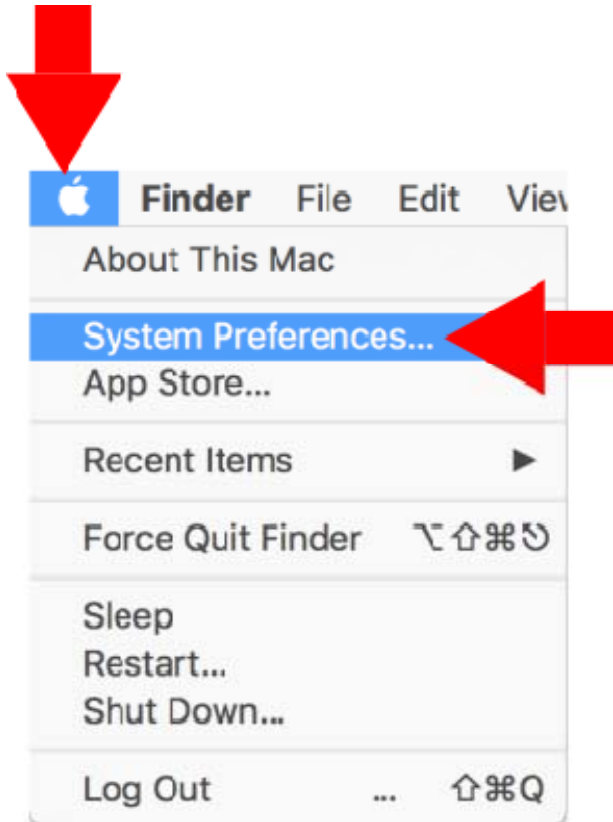 Finder File Edit View
About This Mac
System Preferences...
App Store...
Recent Items ▶
Force Quit Finder ⌥⇧⌘⎋
Sleep
Restart...
Shut Down...
Log Out ... ⇧⌘Q